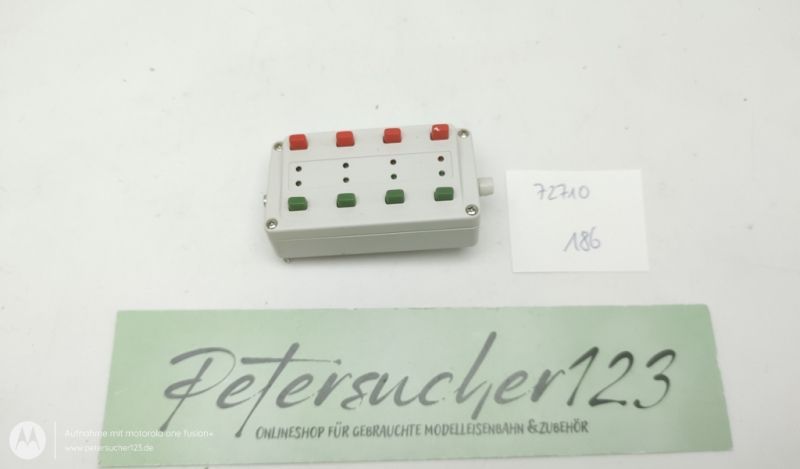 72710
186
Petersucher123
ONLINESHOP FÜR GEBRAUCHTE MODELLEISENBAHN & ZUBEHÖR
Aufnahme mit motorola one fusion+
www.petersucher123.de